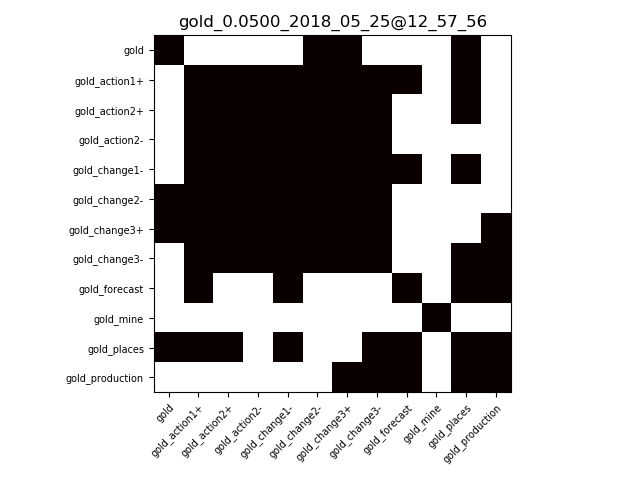 gold_0.0500_2018_05_25@12_57_56
gold
gold_action1+
gold_action2+
gold_action2-
gold_change1-
gold_change2-
gold_change3+
gold_change3-
gold_forecast
gold_mine
gold_places
gold_production
gold
gold_action1+
gold_action2+
gold_action2-
gold_change1-
gold_change2-
gold_change3+
gold_change3-
gold_forecast
gold_mine
gold_places
gold_production